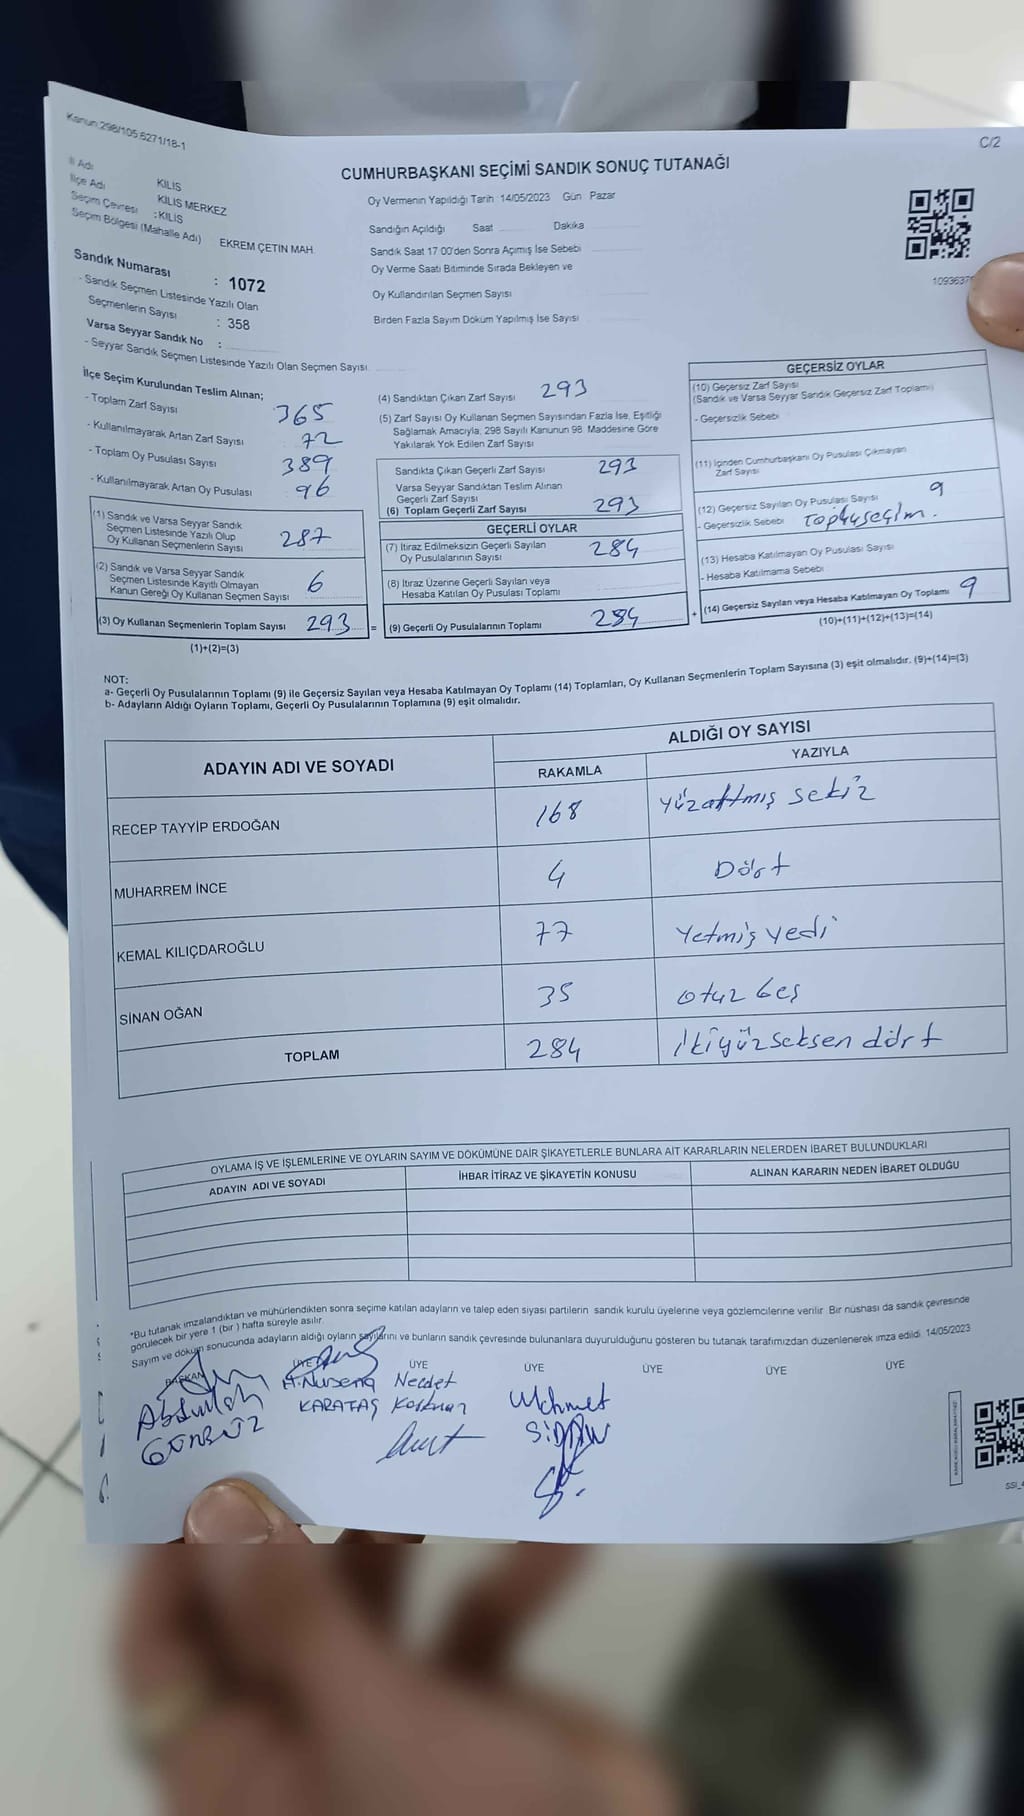 Kanun:298/105 6271/18-1
C/2
CUMHURBAŞKANI SEÇİMİ SANDIK SONUÇ TUTANAĞI
İl Adı KİLİS
İlçe Adı KİLİS MERKEZ
Seçim Çevresi :KİLİS
Seçim Bölgesi (Mahalle Adı) EKREM ÇETİN MAH
Sandık Numarası : 1072
- Sandık Seçmen Listesinde Yazılı Olan
Seçmenlerin Sayısı : 358
Varsa Seyyar Sandık No :
- Seyyar Sandık Seçmen Listesinde Yazılı Olan Seçmen Sayısı
Oy Vermenin Yapıldığı Tarih 14/05/2023 Gün Pazar
Sandığın Açıldığı Saat Dakika
Sandık Saat 17 00'den Sonra Açımış İse Sebebi
Oy Verme Saati Bitiminde Sırada Bekleyen ve
Oy Kullandırılan Seçmen Sayısı
Birden Fazla Sayım Döküm Yapılmış İse Sayısı
İlçe Seçim Kurulundan Teslim Alınan;
- Toplam Zarf Sayısı 365
- Kullanılmayarak Artan Zarf Sayısı 72
- Toplam Oy Pusulası Sayısı 389
- Kullanılmayarak Artan Oy Pusulası 96
(1) Sandık ve Varsa Seyyar Sandık
Seçmen Listesinde Yazılı Olup
Oy Kullanan Seçmenlerin Sayısı 287
(2) Sandık ve Varsa Seyyar Sandık
Seçmen Listesinde Kayıtlı Olmayan
Kanun Gereği Oy Kullanan Seçmen Sayısı 6
(3) Oy Kullanan Seçmenlerin Toplam Sayısı 293 =
(1)+(2)=(3)
(4) Sandıktan Çıkan Zarf Sayısı 293
(5) Zarf Sayısı Oy Kullanan Seçmen Sayısından Fazla İse, Eşitliği
Sağlamak Amacıyla, 298 Sayılı Kanunun 98. Maddesine Göre
Yakılarak Yok Edilen Zarf Sayısı
Sandıkta Çıkan Geçerli Zarf Sayısı 293
Varsa Seyyar Sandıktan Teslim Alınan
Geçerli Zarf Sayısı
(6) Toplam Geçerli Zarf Sayısı 293
GEÇERLİ OYLAR
(7) İtiraz Edilmeksizin Geçerli Sayılan
Oy Pusulalarının Sayısı 284
(8) İtiraz Üzerine Geçerli Sayılan veya
Hesaba Katılan Oy Pusulası Toplamı
(9) Geçerli Oy Pusulalarının Toplamı 284 +
GEÇERSİZ OYLAR
(10) Geçersiz Zarf Sayısı
(Sandık ve Varsa Seyyar Sandık Geçersiz Zarf Toplamı)
- Geçersizlik Sebebi
(11) İçinden Cumhurbaşkanı Oy Pusulası Çıkmayan
Zarf Sayısı
(12) Geçersiz Sayılan Oy Pusulası Sayısı 9
- Geçersizlik Sebebi
(13) Hesaba Katılmayan Oy Pusulası Sayısı
- Hesaba Katılmama Sebebi
(14) Geçersiz Sayılan veya Hesaba Katılmayan Oy Toplamı 9
(10)+(11)+(12)+(13)=(14)
NOT:
a- Geçerli Oy Pusulalarının Toplamı (9) ile Geçersiz Sayılan veya Hesaba Katılmayan Oy Toplamı (14) Toplamları, Oy Kullanan Seçmenlerin Toplam Sayısına (3) eşit olmalıdır. (9)+(14)=(3)
b- Adayların Aldığı Oyların Toplamı, Geçerli Oy Pusulalarının Toplamına (9) eşit olmalıdır.
ADAYIN ADI VE SOYADI
ALDIĞI OY SAYISI
RAKAMLA YAZIYLA
RECEP TAYYİP ERDOĞAN 168 Yüzaltmış sekiz
MUHARREM İNCE 4 Dört
KEMAL KILIÇDAROĞLU 77 Yetmiş yedi
SİNAN OĞAN 35 otuz beş
TOPLAM 284 ikiyüzseksen dört
OYLAMA İŞ VE İŞLEMLERİNE VE OYLARIN SAYIM VE DÖKÜMÜNE DAİR ŞİKAYETLERLE BUNLARA AİT KARARLARIN NELERDEN İBARET BULUNDUKLARI
ADAYIN ADI VE SOYADI İHBAR İTİRAZ VE ŞİKAYETİN KONUSU ALINAN KARARIN NEDEN İBARET OLDUĞU
*Bu tutanak imzalandıktan ve mühürlendikten sonra seçime katılan adayların ve talep eden siyasi partilerin sandık kurulu üyelerine veya gözlemcilerine verilir. Bir nüshası da sandık çevresinde
görülecek bir yere 1 (bir) hafta süreyle asılır.
Sayım ve döküm sonucunda adayların aldığı oyların sayılarını ve bunların sandık çevresinde bulunanlara duyurulduğunu gösteren bu tutanak tarafımızdan düzenlenerek imza edildi. 14/05/2023
BAŞKAN ÜYE ÜYE ÜYE ÜYE ÜYE ÜYE
Abdullah
GÜNDÜZ
KARATAŞ
Necdet
Mehmet